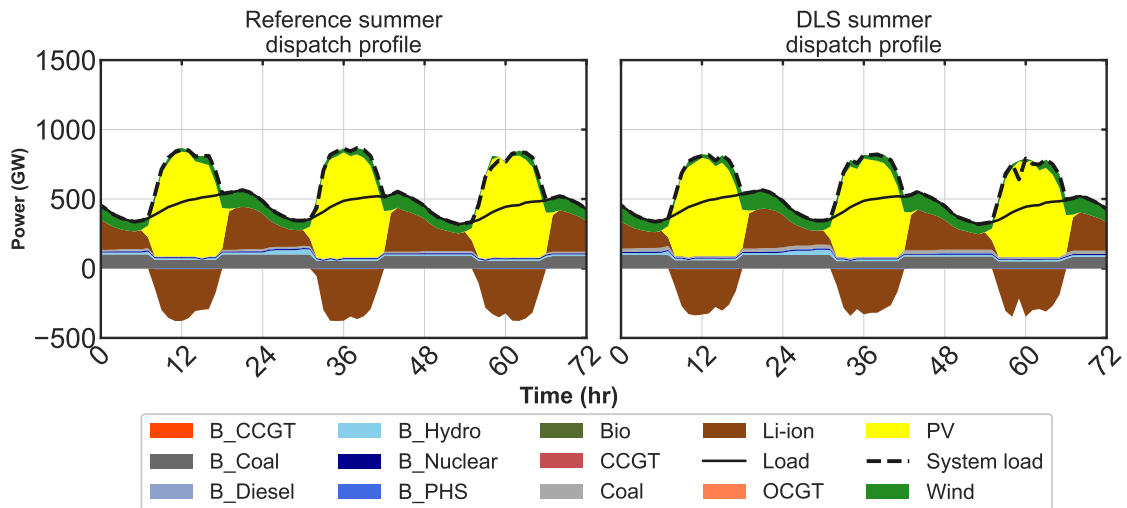 Reference summer
dispatch profile
DLS summer
dispatch profile
Power (GW)
1500
1000
500
0
−500
0 12 24 36 48 60 72
0 12 24 36 48 60 72
Time (hr)
B_CCGT B_Hydro Bio Li-ion PV
B_Coal B_Nuclear CCGT Load System load
B_Diesel B_PHS Coal OCGT Wind